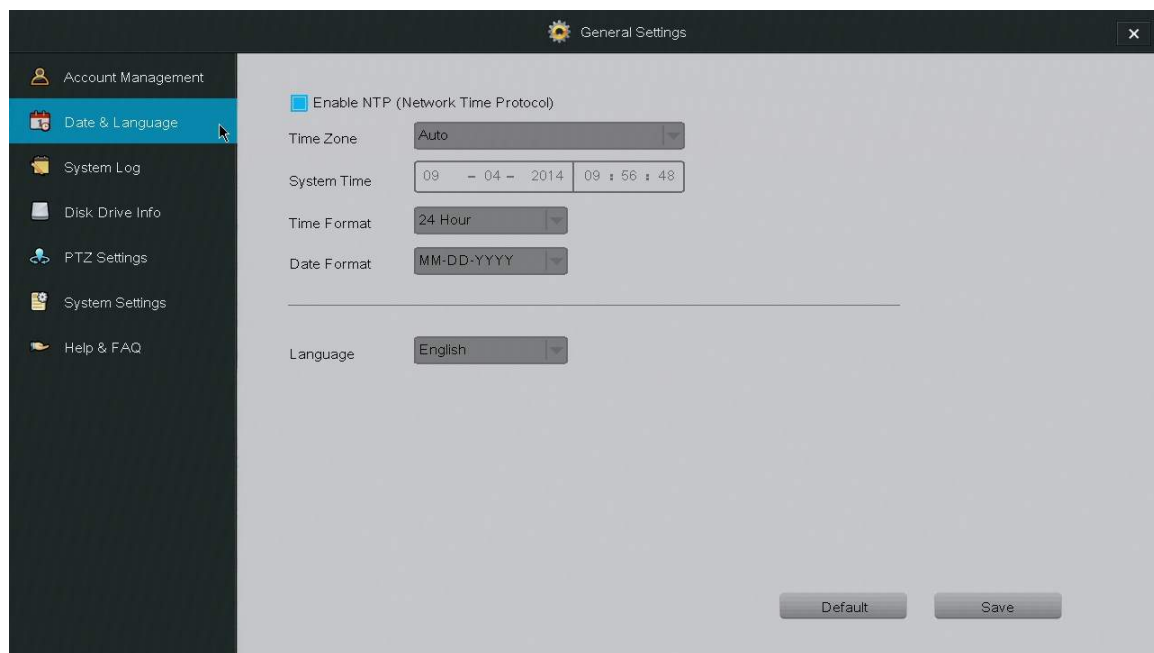 General Settings
×
Account Management
Date & Language
System Log
Disk Drive Info
PTZ Settings
System Settings
Help & FAQ
Enable NTP (Network Time Protocol)
Time Zone Auto
System Time 09 - 04 - 2014 09 : 56 : 48
Time Format 24 Hour
Date Format MM-DD-YYYY
Language English
Default Save